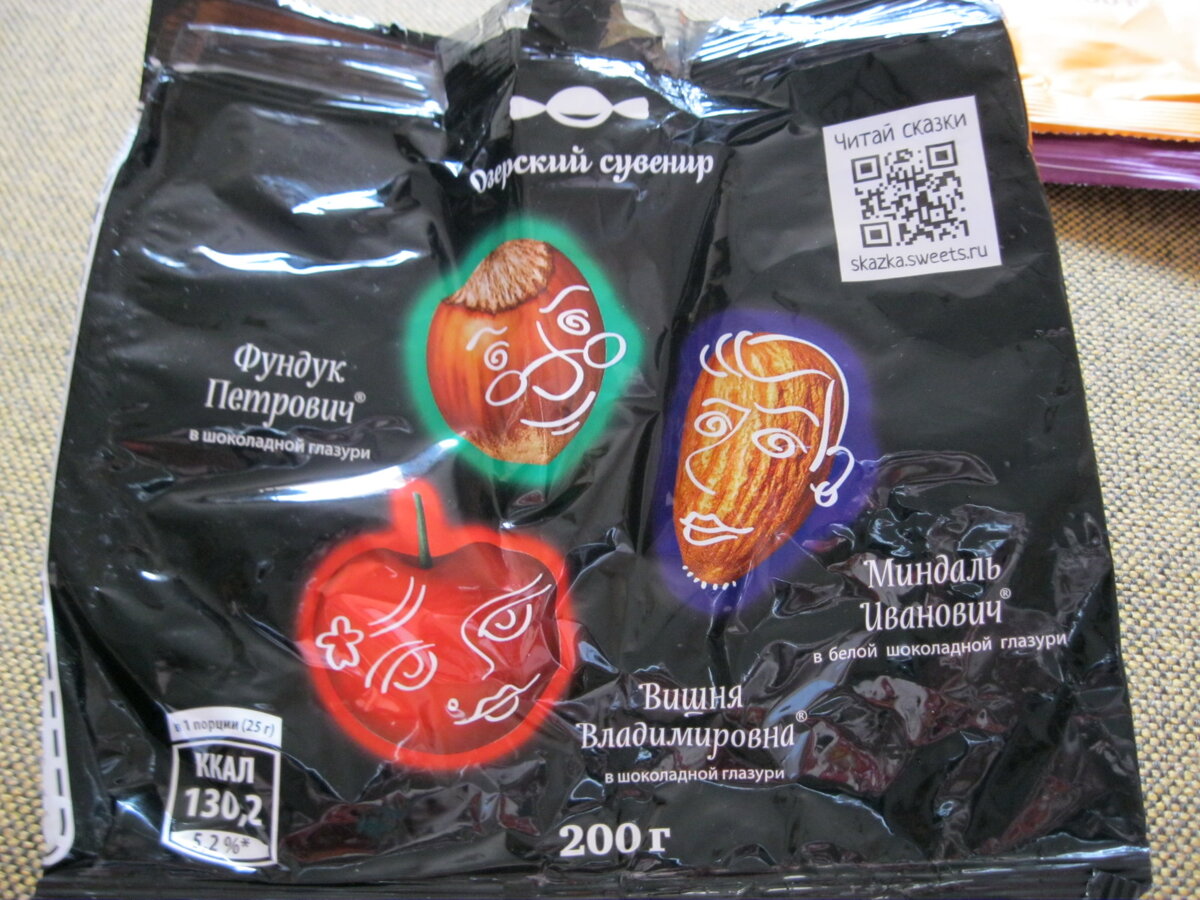 Озерский сувенир
Читай сказки
skazka.sweets.ru
Фундук
Петрович®
в шоколадной глазури
Миндаль
Иванович®
в белой шоколадной глазури
Вишня
Владимировна®
в шоколадной глазури
в 1 порции (25 г)
ККАЛ
130,2
5,2 %*
200 г